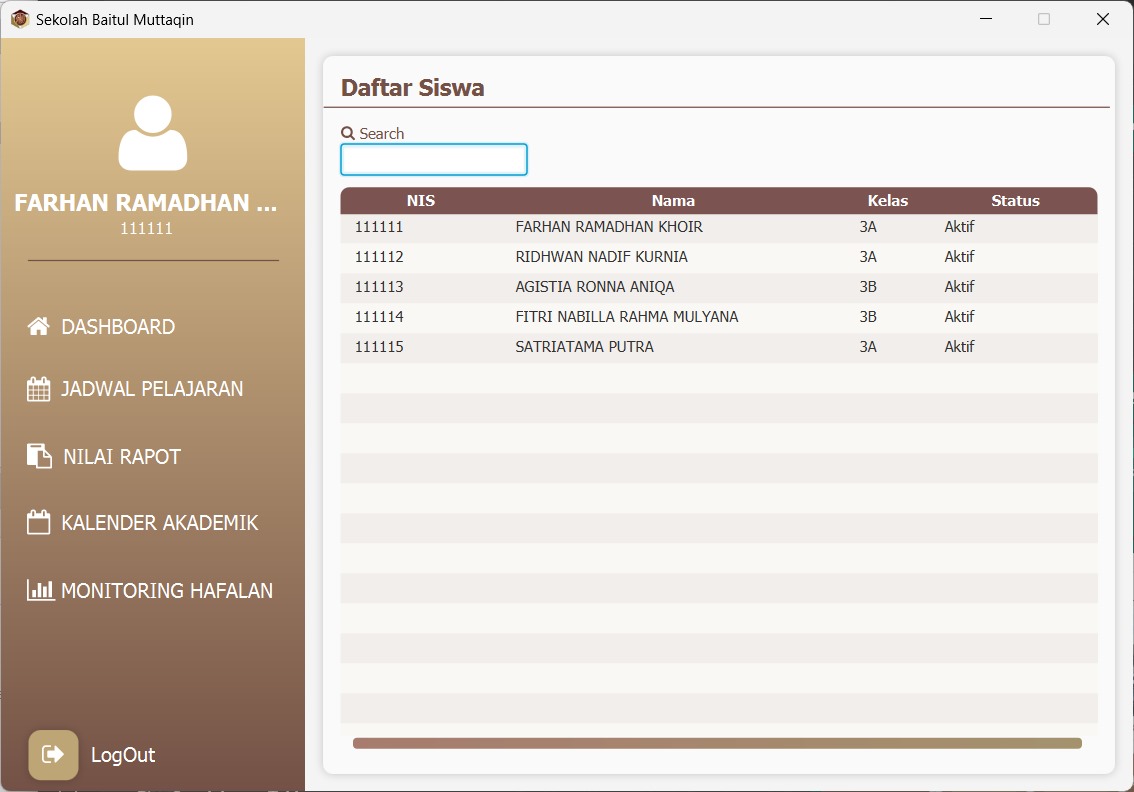 Sekolah Baitul Muttaqin
FARHAN RAMADHAN ...
111111
DASHBOARD
JADWAL PELAJARAN
NILAI RAPOT
KALENDER AKADEMIK
MONITORING HAFALAN
LogOut
Daftar Siswa
Search
NIS Nama Kelas Status
111111 FARHAN RAMADHAN KHOIR 3A Aktif
111112 RIDHWAN NADIF KURNIA 3A Aktif
111113 AGISTIA RONNA ANIQA 3B Aktif
111114 FITRI NABILLA RAHMA MULYANA 3B Aktif
111115 SATRIATAMA PUTRA 3A Aktif